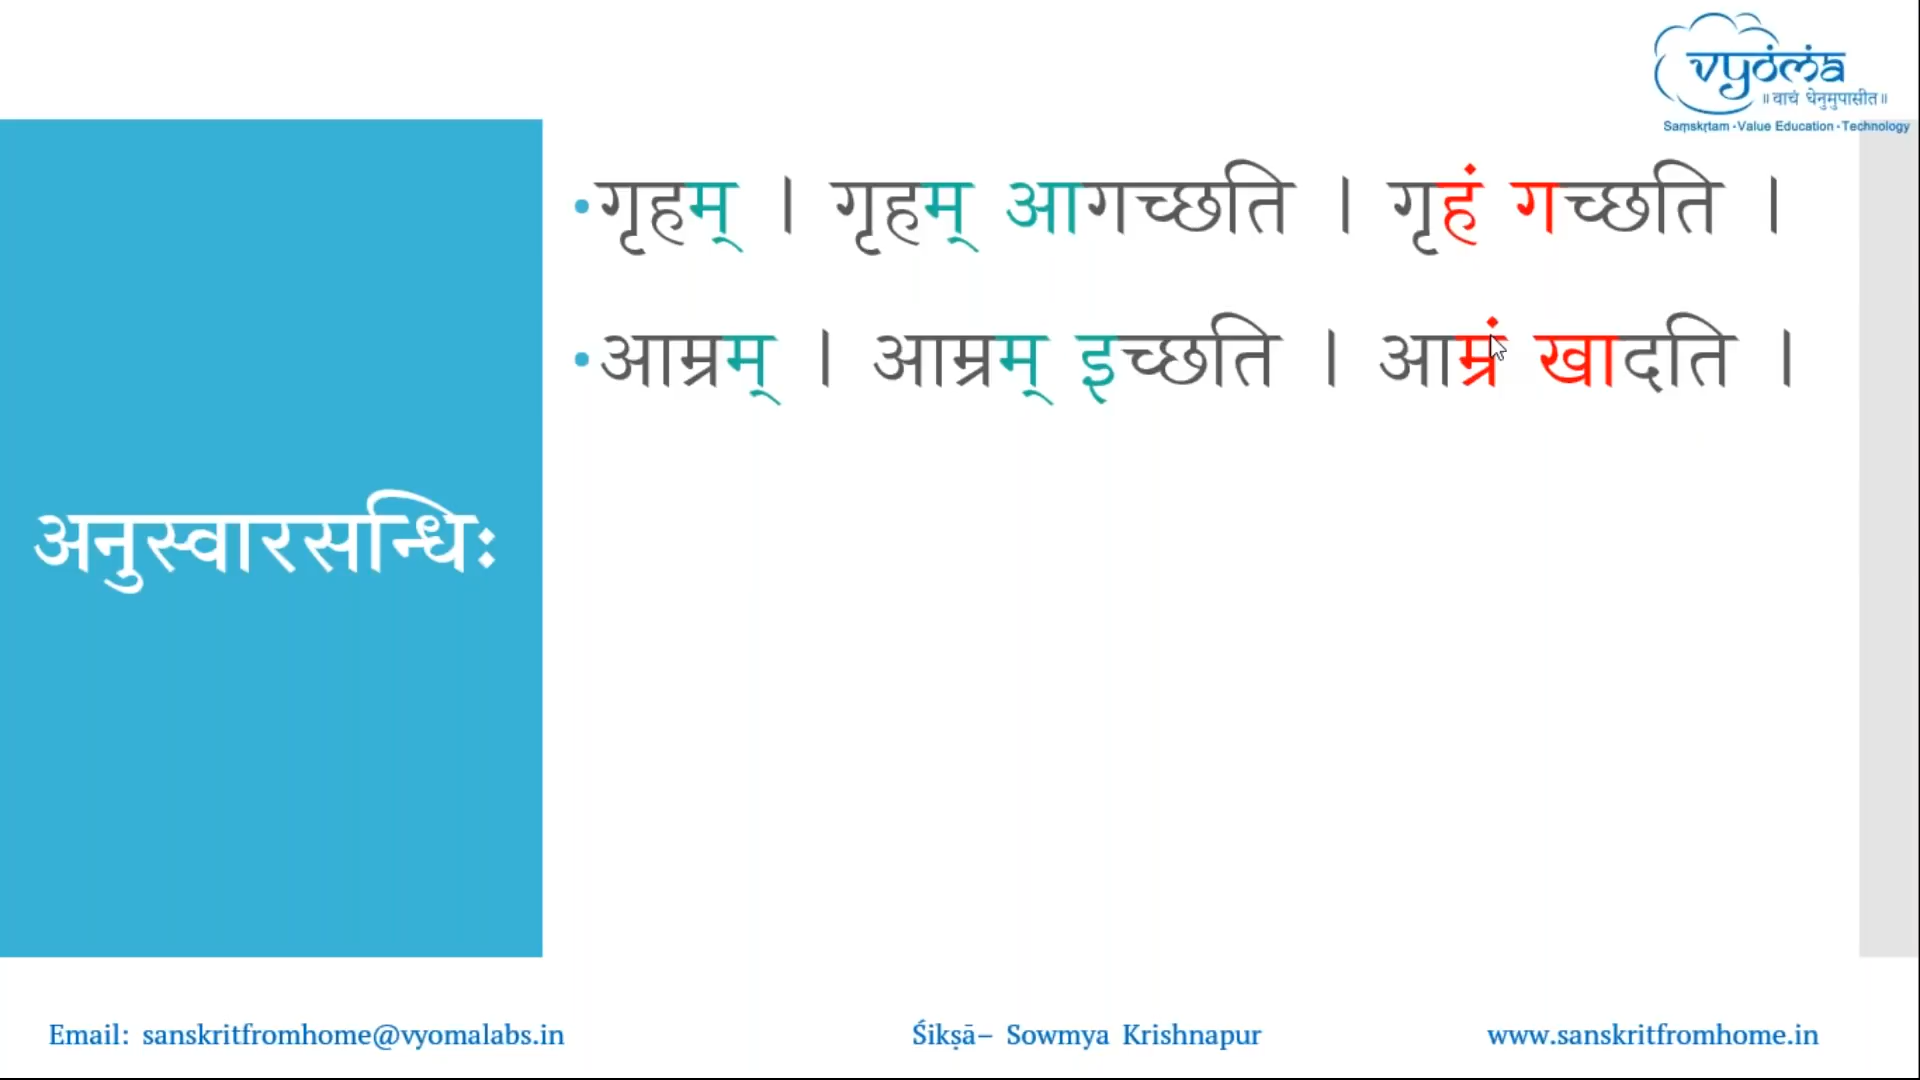 vyoma
॥ वाचं धेनुमुपासीत॥
Saṃskṛtam - Value Education - Technology
•गृहम् । गृहम् आगच्छति । गृहं गच्छति ।
•आम्रम् । आम्रम् इच्छति । आम्रं खादति ।
अनुस्वारसन्धिः
Email: sanskritfromhome@vyomalabs.in
Śikṣā– Sowmya Krishnapur
www.sanskritfromhome.in